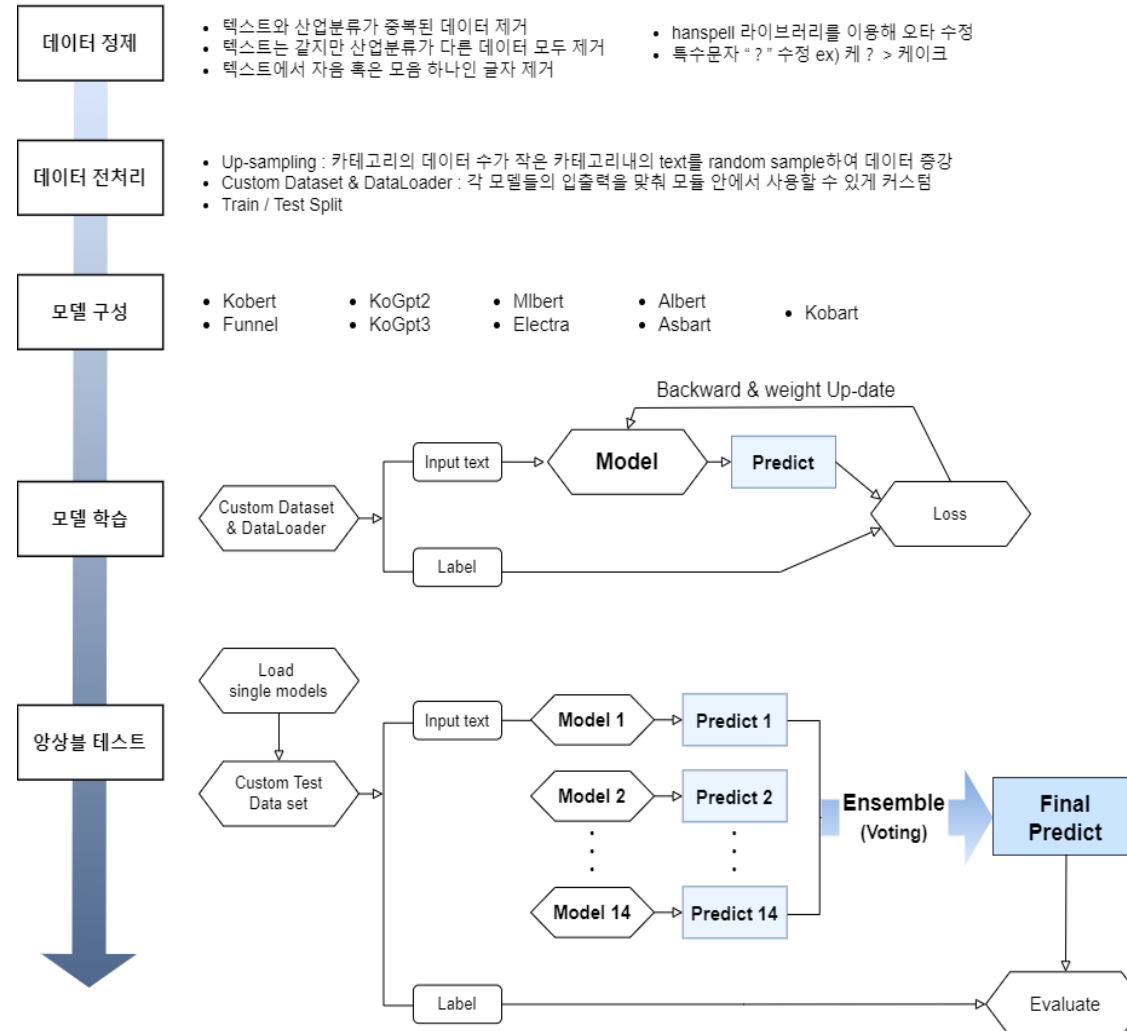 데이터 정제
텍스트와 산업분류가 중복된 데이터 제거
텍스트는 같지만 산업분류가 다른 데이터 모두 제거
텍스트에서 자음 혹은 모음 하나인 글자 제거
hanspell 라이브러리를 이용해 오타 수정
특수문자 “ ? ” 수정 ex) 케 ? > 케이크
데이터 전처리
Up-sampling : 카테고리의 데이터 수가 작은 카테고리내의 text를 random sample하여 데이터 증강
Custom Dataset & DataLoader : 각 모델들의 입출력을 맞춰 모듈 안에서 사용할 수 있게 커스텀
Train / Test Split
모델 구성
Kobert
Funnel
KoGpt2
KoGpt3
Mlbert
Electra
Albert
Asbart
Kobart
모델 학습
Backward & weight Up-date
Custom Dataset
& DataLoader
Input text
Model
Predict
Loss
Label
앙상블 테스트
Load
single models
Custom Test
Data set
Input text
Model 1
Predict 1
Model 2
Predict 2
Model 14
Predict 14
Ensemble
(Voting)
Final
Predict
Label
Evaluate